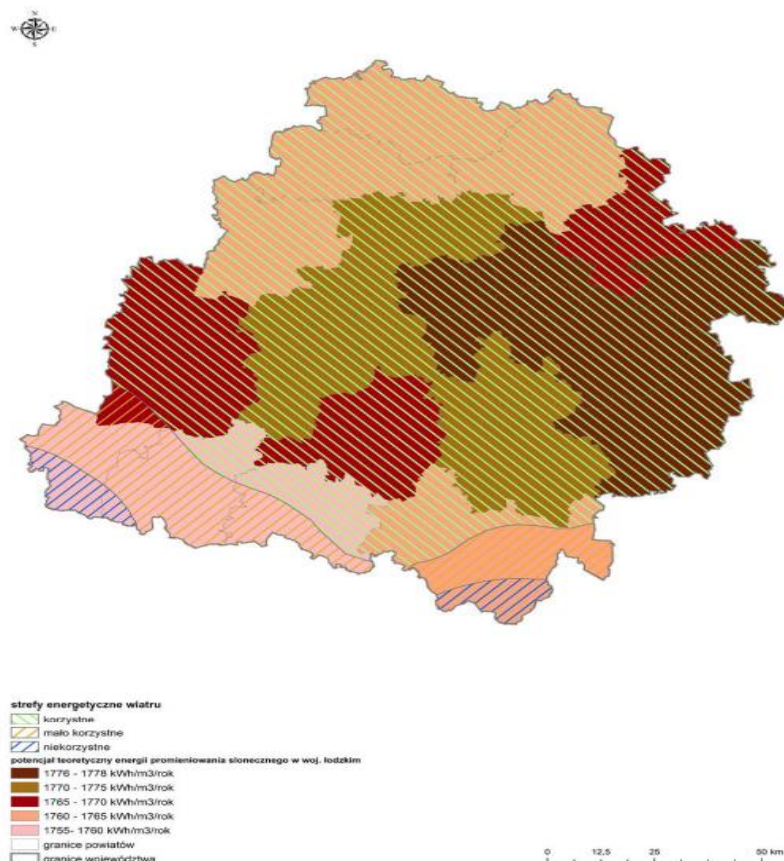 N
W E
S
strefy energetyczne wiatru
korzystne
mało korzystne
niekorzystne
potencjał teoretyczny energii promieniowania slonecznego w woj. łodzkim
1776 - 1778 kWh/m3/rok
1770 - 1775 kWh/m3/rok
1765 - 1770 kWh/m3/rok
1760 - 1765 kWh/m3/rok
1755- 1760 kWh/m3/rok
granice powiatów
granice województwa
0 12,5 25 50 km